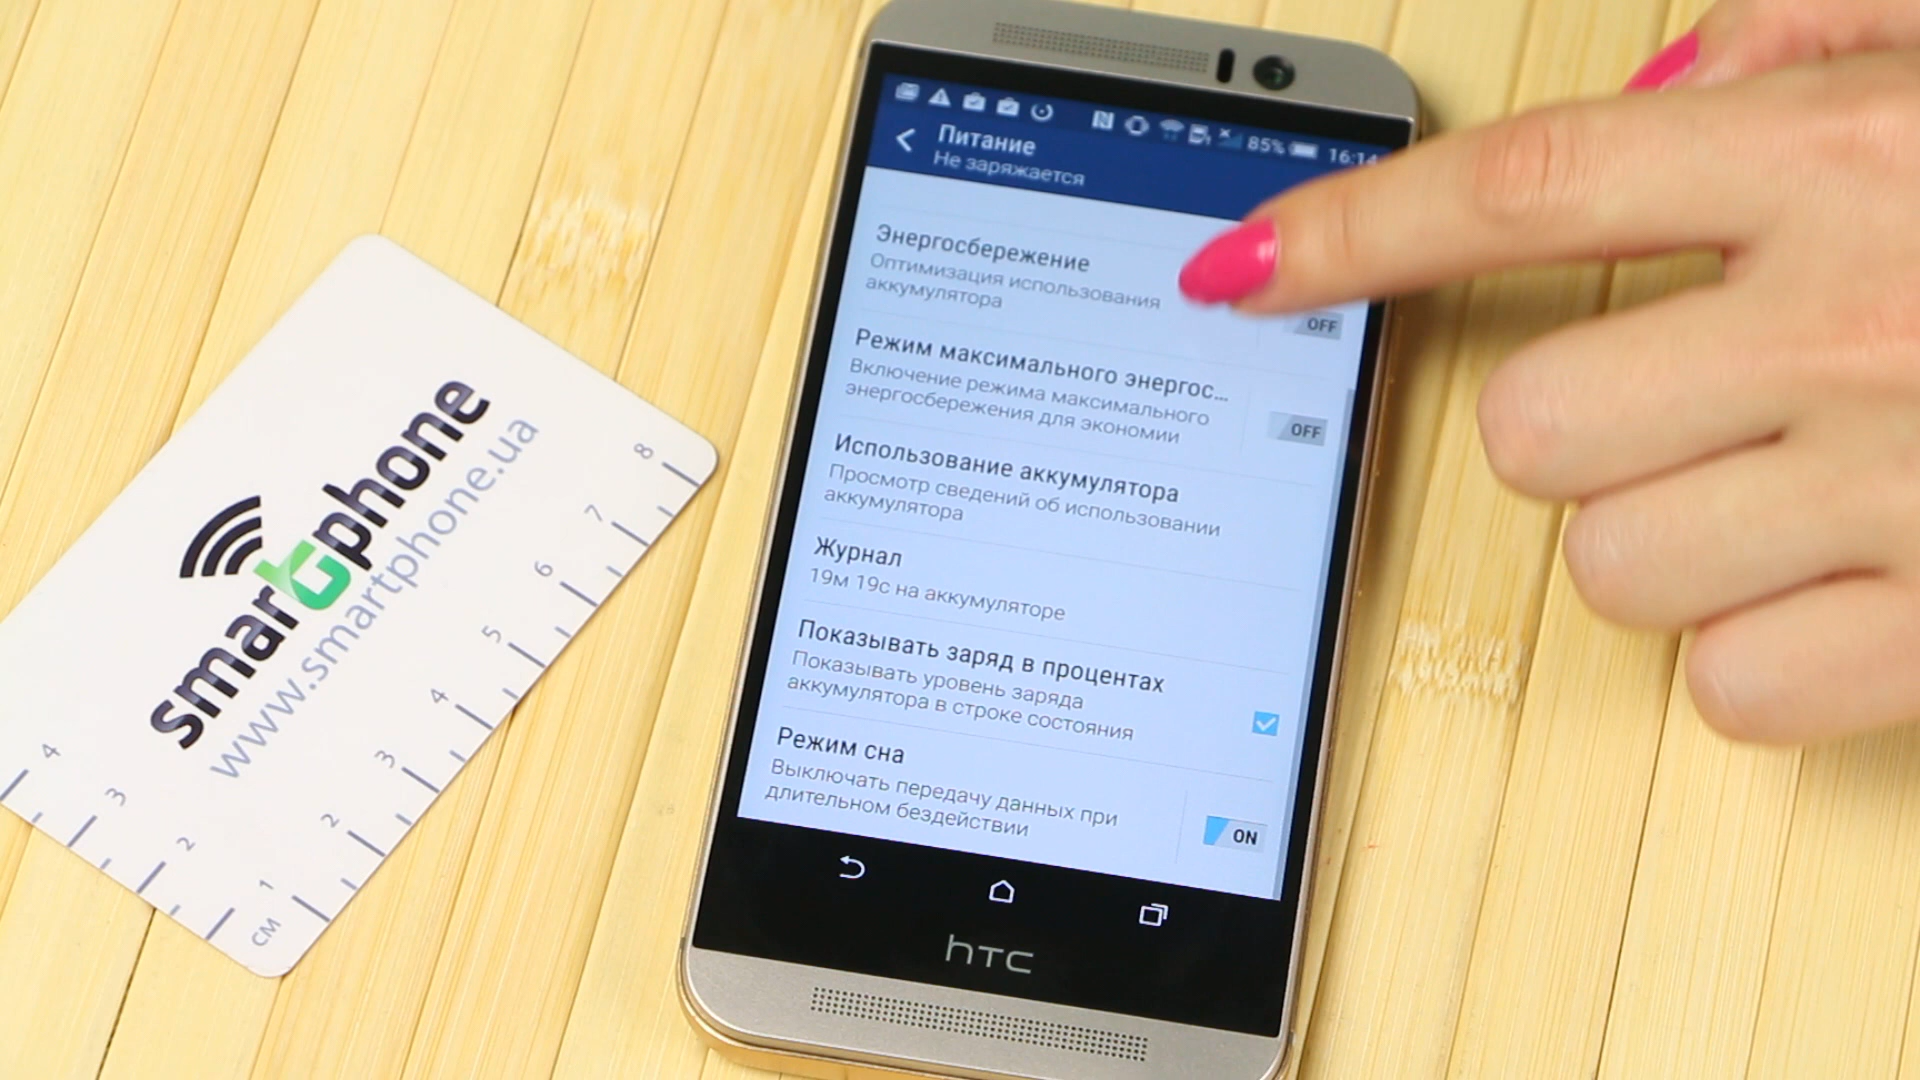 smartphone
www.smartphone.ua
8
7
6
5
4
3
2
1
см
2
3
4
85% 16:14
Питание
Не заряжается
Энергосбережение
Оптимизация использования
аккумулятора
OFF
Режим максимального энергос...
Включение режима максимального
энергосбережения для экономии
OFF
Использование аккумулятора
Просмотр сведений об использовании
аккумулятора
Журнал
19м 19с на аккумуляторе
Показывать заряд в процентах
Показывать уровень заряда
аккумулятора в строке состояния
Режим сна
Выключать передачу данных при
длительном бездействии
ON
hTC